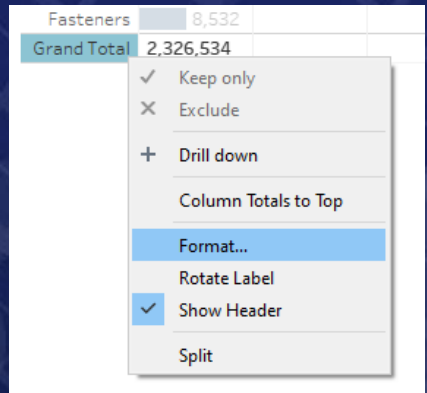 Fasteners 8,532
Grand Total 2,326,534
Keep only
Exclude
Drill down
Column Totals to Top
Format...
Rotate Label
Show Header
Split